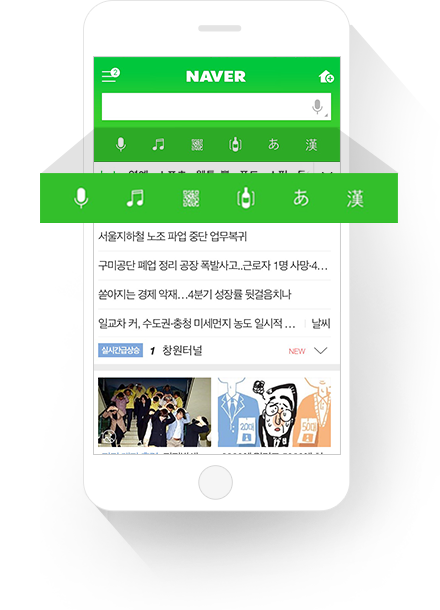 2
NAVER
あ 漢
あ 漢
서울지하철 노조 파업 중단 업무복귀
구미공단 폐업 정리 공장 폭발사고..근로자 1명 사망·4...
쏟아지는 경제 악재...4분기 성장률 뒷걸음치나
일교차 커, 수도권·충청 미세먼지 농도 일시적 ... 날씨
실시간급상승 1 창원터널 NEW
20대 50대